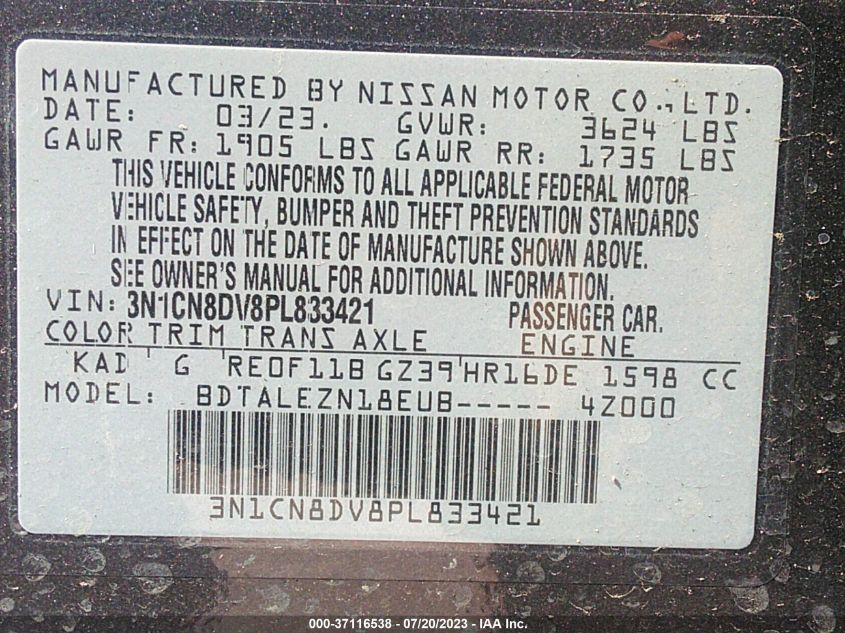 MANUFACTURED BY NISSAN MOTOR CO., LTD.
DATE: 03/23. GVWR: 3624 LBS
GAWR FR: 1905 LBS GAWR RR: 1735 LBS
THIS VEHICLE CONFORMS TO ALL APPLICABLE FEDERAL MOTOR
VEHICLE SAFETY, BUMPER AND THEFT PREVENTION STANDARDS
IN EFFECT ON THE DATE OF MANUFACTURE SHOWN ABOVE.
SEE OWNER'S MANUAL FOR ADDITIONAL INFORMATION.
VIN: 3N1CN8DV8PL833421 PASSENGER CAR.
COLOR TRIM TRANS AXLE ENGINE
KAD ' G 'RE0F11B GZ39'HR16DE 1598 CC
MODEL: BDTALEZN18EUB----- 4Z000
3N1CN8DV8PL833421
000-37116538 - 07/20/2023 - IAA Inc.